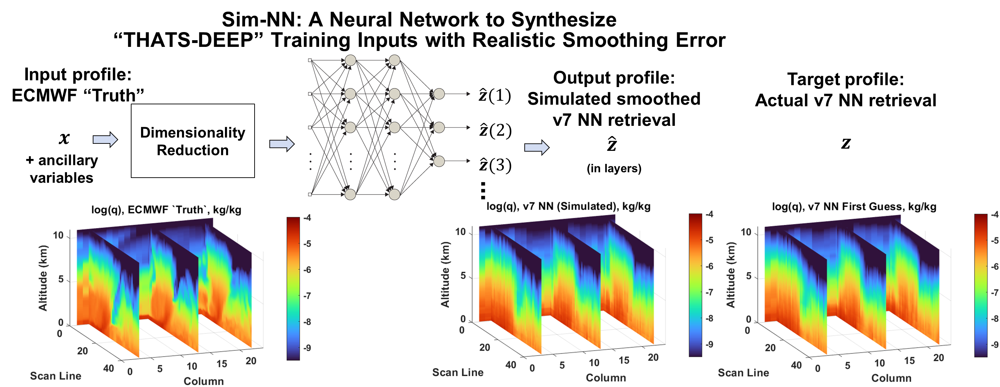 Sim-NN: A Neural Network to Synthesize
“THATS-DEEP” Training Inputs with Realistic Smoothing Error
Input profile:
ECMWF “Truth”
x
+ ancillary
variables
Dimensionality
Reduction
ẑ(1)
ẑ(2)
ẑ(3)
Output profile:
Simulated smoothed
v7 NN retrieval
ẑ
(in layers)
Target profile:
Actual v7 NN retrieval
z
log(q), ECMWF `Truth`, kg/kg
Altitude (km)
10
5
0
0
20
40
Scan Line
0
5
10
15
20
Column
-4
-5
-6
-7
-8
-9
log(q), v7 NN (Simulated), kg/kg
Altitude (km)
10
5
0
0
20
40
Scan Line
0
5
10
15
20
Column
-4
-5
-6
-7
-8
-9
log(q), v7 NN First Guess, kg/kg
Altitude (km)
10
5
0
0
20
40
Scan Line
0
5
10
15
20
Column
-4
-5
-6
-7
-8
-9